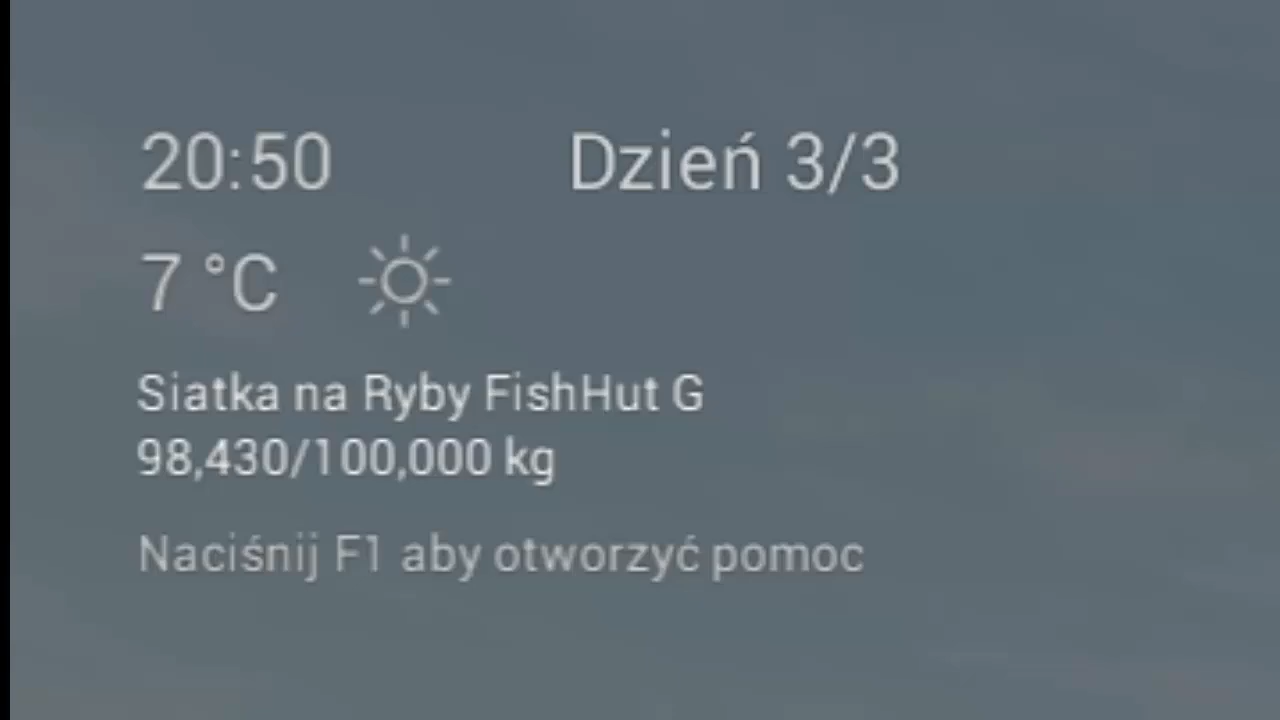 20:50 Dzień 3/3
7 °C
Siatka na Ryby FishHut G
98,430/100,000 kg
Naciśnij F1 aby otworzyć pomoc